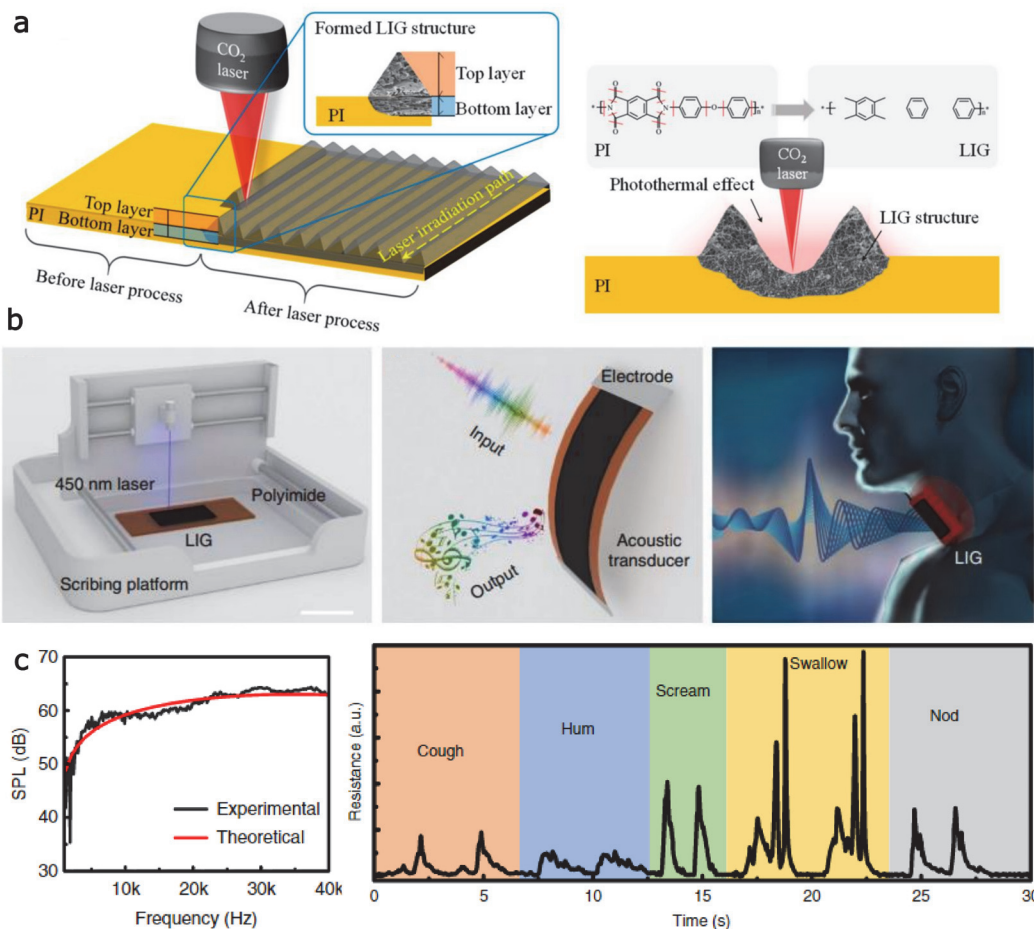 a
CO2
laser
Formed LIG structure
Top layer
Bottom layer
PI
PI
Top layer
Bottom layer
Laser irradiation path
Before laser process
After laser process
O
O
N
N
O
O
O
n
n
PI
LIG
CO2
laser
Photothermal effect
LIG structure
PI
b
450 nm laser
Polyimide
LIG
Scribing platform
Input
Output
Electrode
Acoustic
transducer
LIG
c
SPL (dB)
70
60
50
40
30
10k
20k
30k
40k
Experimental
Theoretical
Frequency (Hz)
Resistance (a.u.)
Cough
Hum
Scream
Swallow
Nod
0
5
10
15
20
25
30
Time (s)